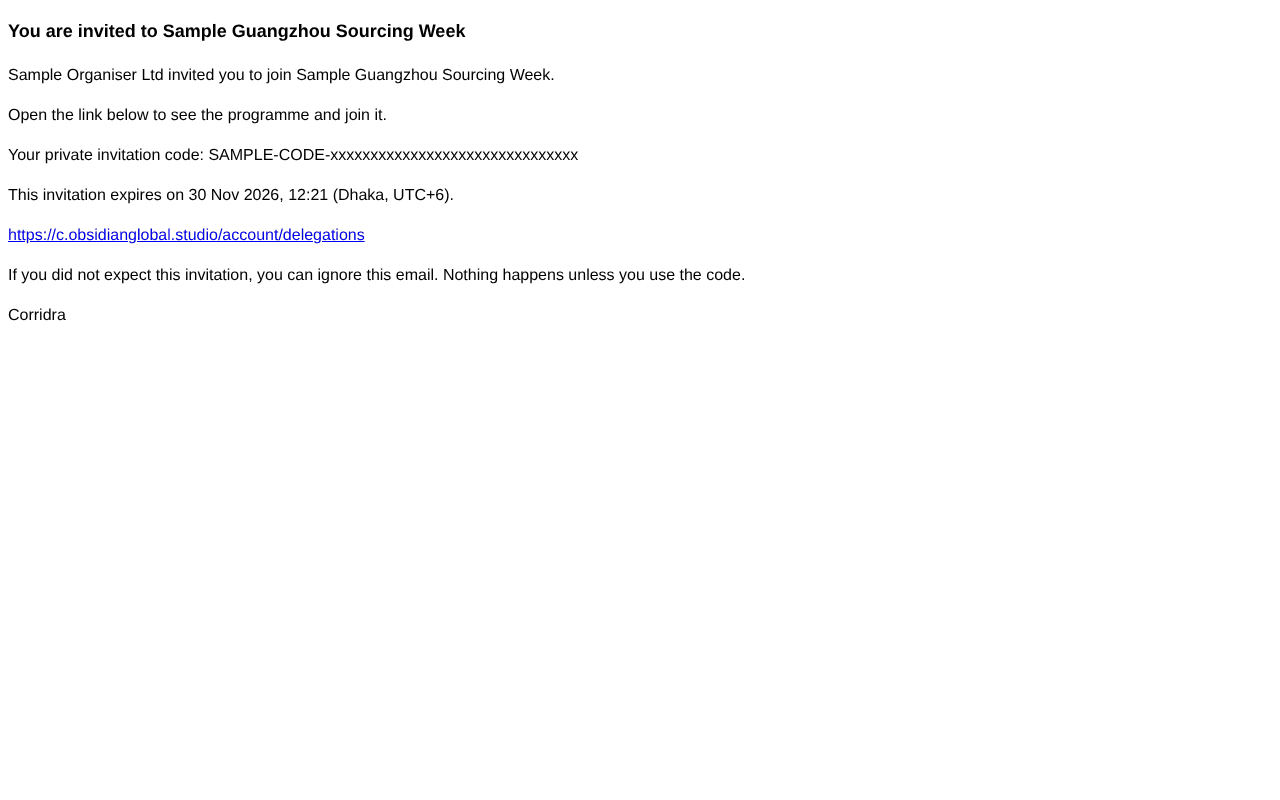 You are invited to Sample Guangzhou Sourcing Week
Sample Organiser Ltd invited you to join Sample Guangzhou Sourcing Week.
Open the link below to see the programme and join it.
Your private invitation code: SAMPLE-CODE-xxxxxxxxxxxxxxxxxxxxxxxxxxxxxxx
This invitation expires on 30 Nov 2026, 12:21 (Dhaka, UTC+6).
https://c.obsidianglobal.studio/account/delegations
If you did not expect this invitation, you can ignore this email. Nothing happens unless you use the code.
Corridra